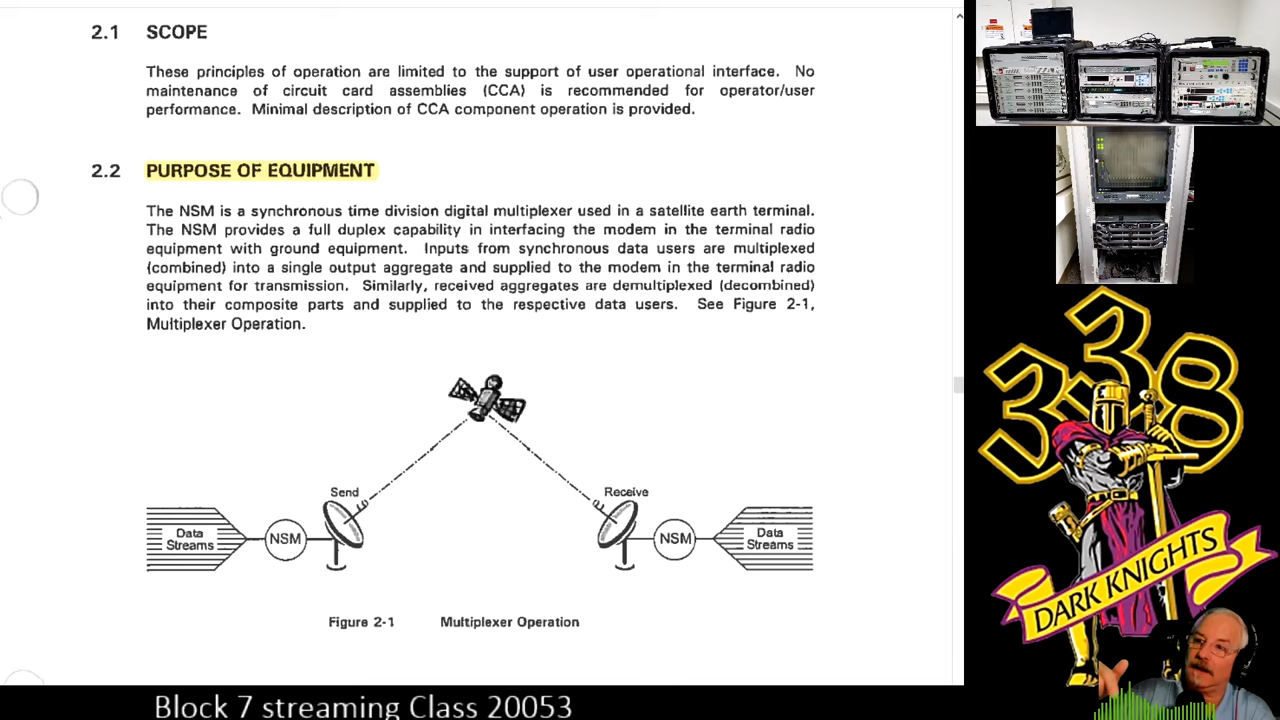 2.1 SCOPE
These principles of operation are limited to the support of user operational interface. No
maintenance of circuit card assemblies (CCA) is recommended for operator/user
performance. Minimal description of CCA component operation is provided.
2.2 PURPOSE OF EQUIPMENT
The NSM is a synchronous time division digital multiplexer used in a satellite earth terminal.
The NSM provides a full duplex capability in interfacing the modem in the terminal radio
equipment with ground equipment. Inputs from synchronous data users are multiplexed
(combined) into a single output aggregate and supplied to the modem in the terminal radio
equipment for transmission. Similarly, received aggregates are demultiplexed (decombined)
into their composite parts and supplied to the respective data users. See Figure 2-1,
Multiplexer Operation.
Send
Receive
Data
Streams
NSM
NSM
Data
Streams
Figure 2-1 Multiplexer Operation
338
DARK KNIGHTS
Block 7 streaming Class 20053